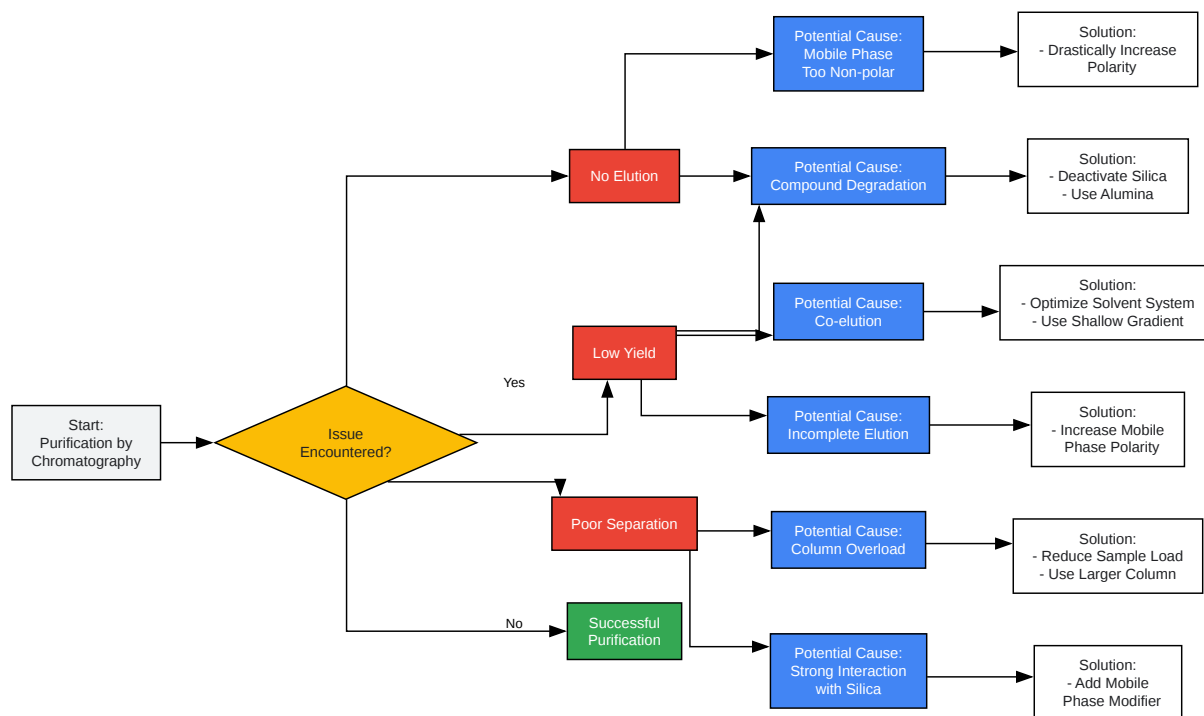 Potential Cause:
Mobile Phase
Too Non-polar
Solution:
- Drastically Increase
Polarity
No Elution
Potential Cause:
Compound Degradation
Solution:
- Deactivate Silica
- Use Alumina
Potential Cause:
Co-elution
Solution:
- Optimize Solvent System
- Use Shallow Gradient
Low Yield
Yes
Start:
Purification by
Chromatography
Issue
Encountered?
Potential Cause:
Incomplete Elution
Solution:
- Increase Mobile
Phase Polarity
Poor Separation
Potential Cause:
Column Overload
Solution:
- Reduce Sample Load
- Use Larger Column
No
Successful
Purification
Potential Cause:
Strong Interaction
with Silica
Solution:
- Add Mobile
Phase Modifier